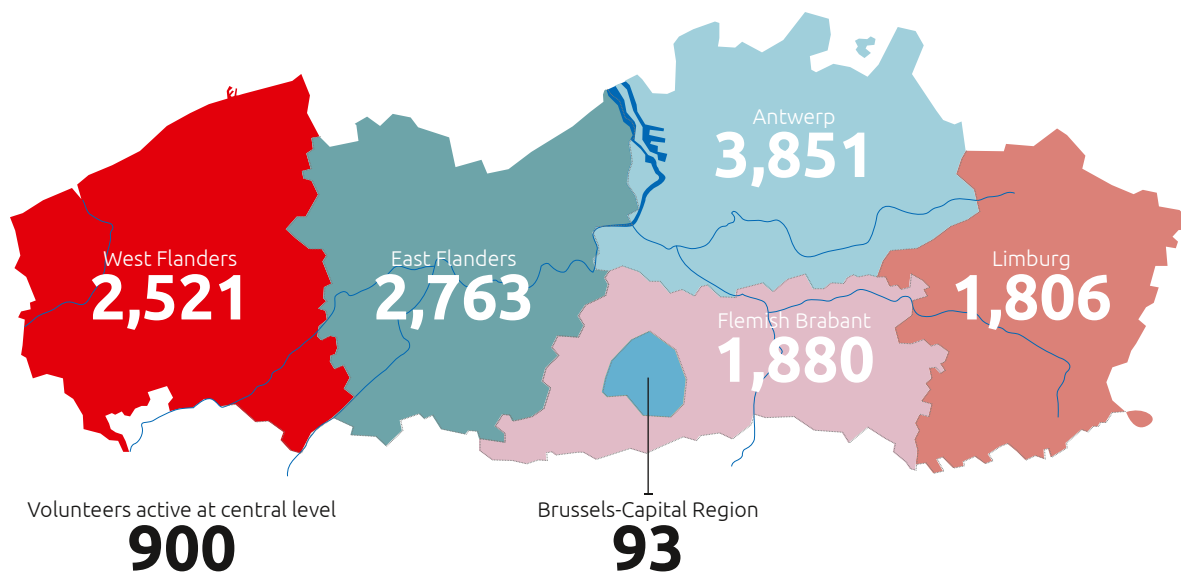 Antwerp
3,851
West Flanders
2,521
East Flanders
2,763
Limburg
1,806
Flemish Brabant
1,880
Volunteers active at central level
900
Brussels-Capital Region
93